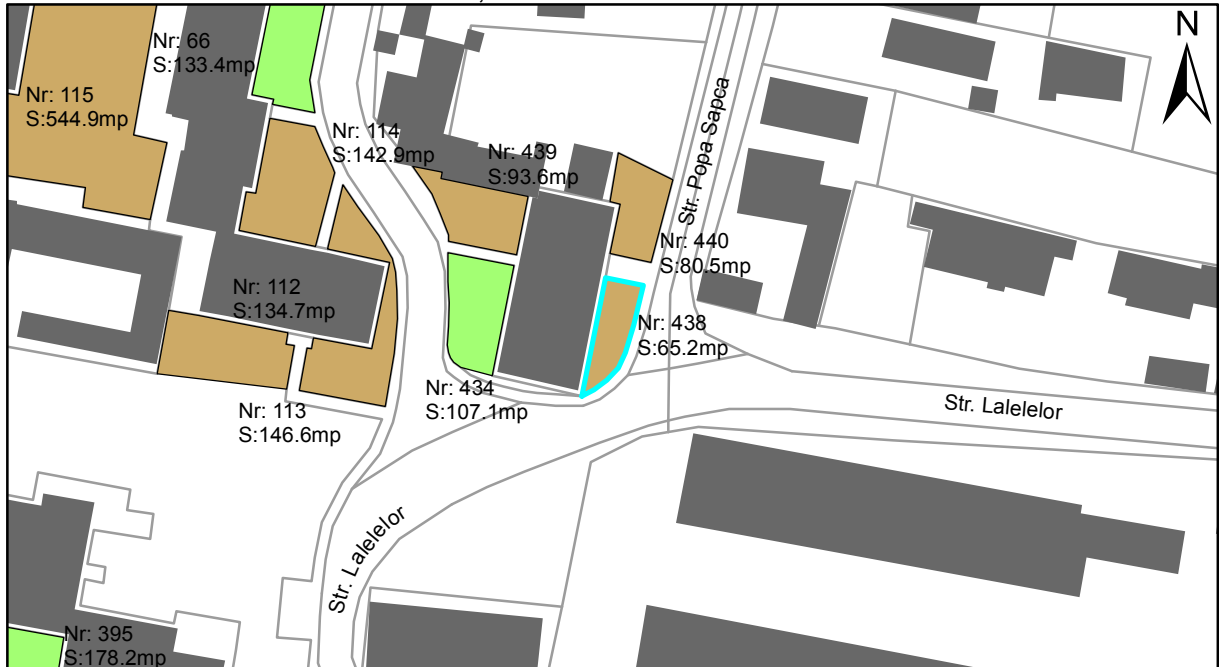 N
Nr: 66
S:133.4mp
Nr: 115
S:544.9mp
Nr: 114
S:142.9mp
Nr: 439
S:93.6mp
Str. Popa Sapca
Nr: 440
S:80.5mp
Nr: 112
S:134.7mp
Nr: 438
S:65.2mp
Nr: 434
S:107.1mp
Nr: 113
S:146.6mp
Str. Lalelelor
Str. Lalelelor
Nr: 395
S:178.2mp